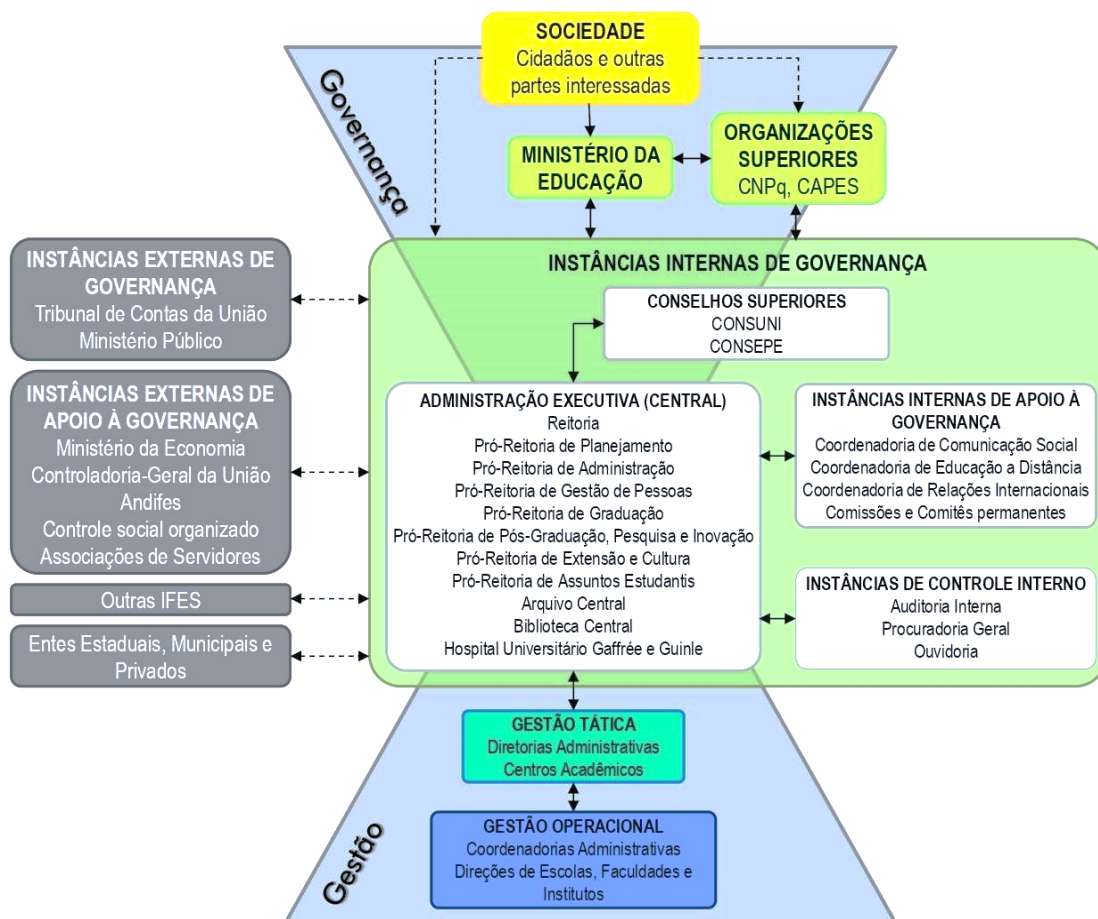 SOCIEDADE
Cidadãos e outras
partes interessadas
Governança
MINISTÉRIO DA
EDUCAÇÃO
ORGANIZAÇÕES
SUPERIORES
CNPq, CAPES
INSTÂNCIAS EXTERNAS DE
GOVERNANÇA
Tribunal de Contas da União
Ministério Público
INSTÂNCIAS EXTERNAS DE
APOIO À GOVERNANÇA
Ministério da Economia
Controladoria-Geral da União
Andifes
Controle social organizado
Associações de Servidores
Outras IFES
Entes Estaduais, Municipais e
Privados
INSTÂNCIAS INTERNAS DE GOVERNANÇA
CONSELHOS SUPERIORES
CONSUNI
CONSEPE
ADMINISTRAÇÃO EXECUTIVA (CENTRAL)
Reitoria
Pró-Reitoria de Planejamento
Pró-Reitoria de Administração
Pró-Reitoria de Gestão de Pessoas
Pró-Reitoria de Graduação
Pró-Reitoria de Pós-Graduação, Pesquisa e Inovação
Pró-Reitoria de Extensão e Cultura
Pró-Reitoria de Assuntos Estudantis
Arquivo Central
Biblioteca Central
Hospital Universitário Gaffrée e Guinle
INSTÂNCIAS INTERNAS DE APOIO À
GOVERNANÇA
Coordenadoria de Comunicação Social
Coordenadoria de Educação a Distância
Coordenadoria de Relações Internacionais
Comissões e Comitês permanentes
INSTÂNCIAS DE CONTROLE INTERNO
Auditoria Interna
Procuradoria Geral
Ouvidoria
GESTÃO TÁTICA
Diretorias Administrativas
Centros Acadêmicos
GESTÃO OPERACIONAL
Coordenadorias Administrativas
Direções de Escolas, Faculdades e
Institutos
Gestão